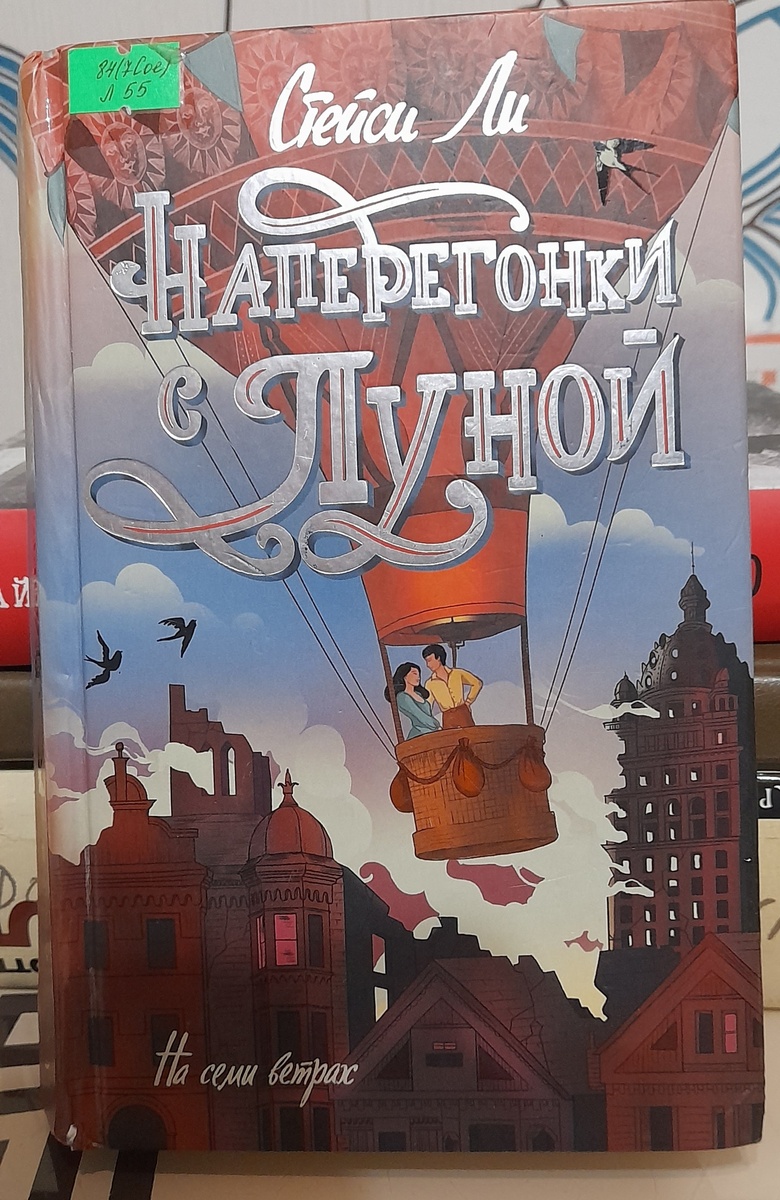 84(7Сое)
Л 55
Стейси Ли
Наперегонки
с Луной
На семи ветрах